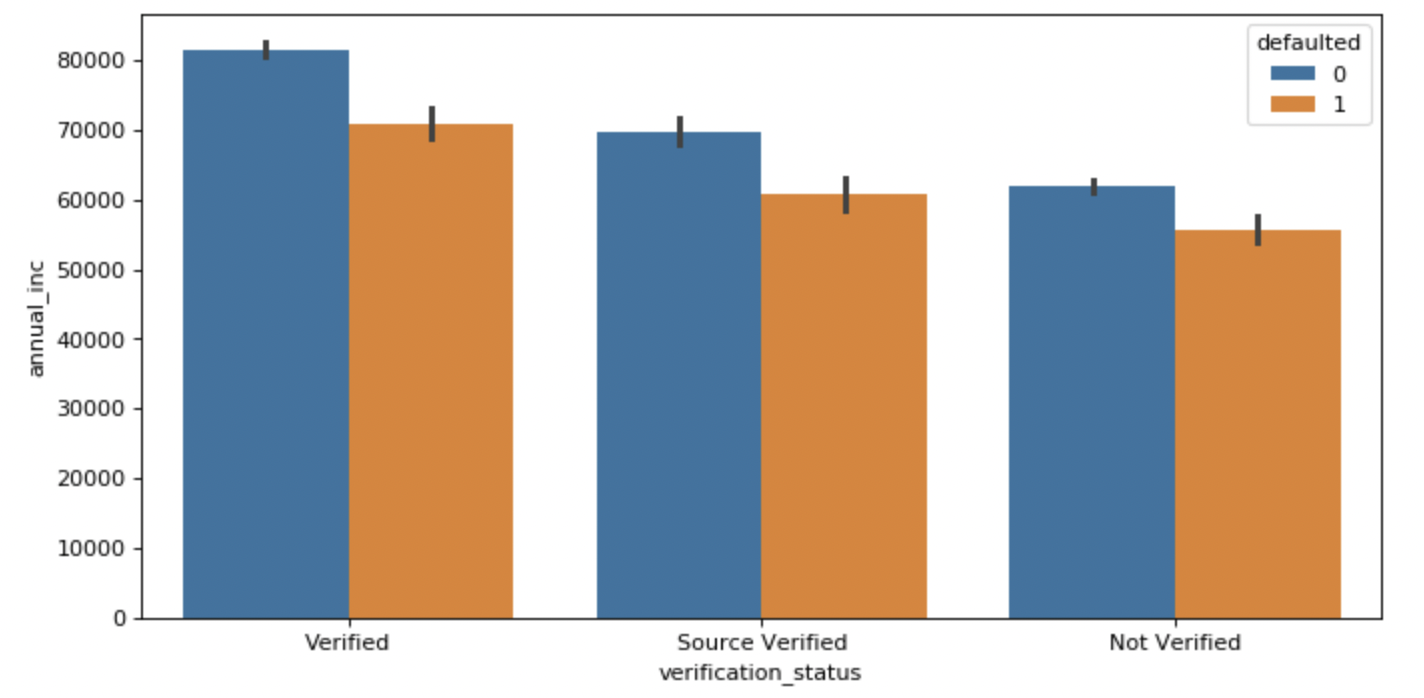 80000
70000
60000
50000
40000
30000
20000
10000
0
annual_inc
defaulted
0
1
Verified Source Verified Not Verified
verification_status